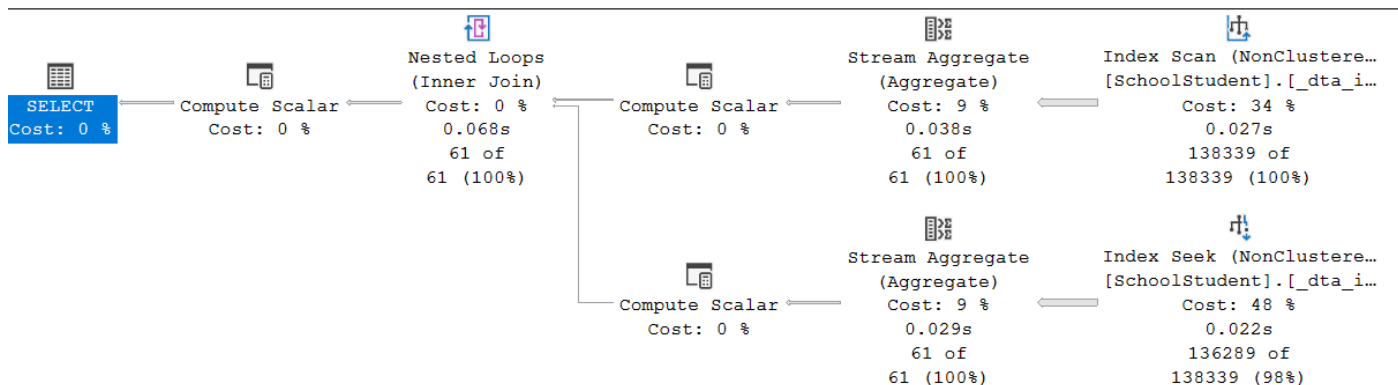 SELECT
Cost: 0 %
Compute Scalar
Cost: 0 %
Nested Loops
(Inner Join)
Cost: 0 %
0.068s
61 of
61 (100%)
Compute Scalar
Cost: 0 %
Stream Aggregate
(Aggregate)
Cost: 9 %
0.038s
61 of
61 (100%)
Index Scan (NonClustere...
[SchoolStudent].[_dta_i...
Cost: 34 %
0.027s
138339 of
138339 (100%)
Compute Scalar
Cost: 0 %
Stream Aggregate
(Aggregate)
Cost: 9 %
0.029s
61 of
61 (100%)
Index Seek (NonClustere...
[SchoolStudent].[_dta_i...
Cost: 48 %
0.022s
136289 of
138339 (98%)